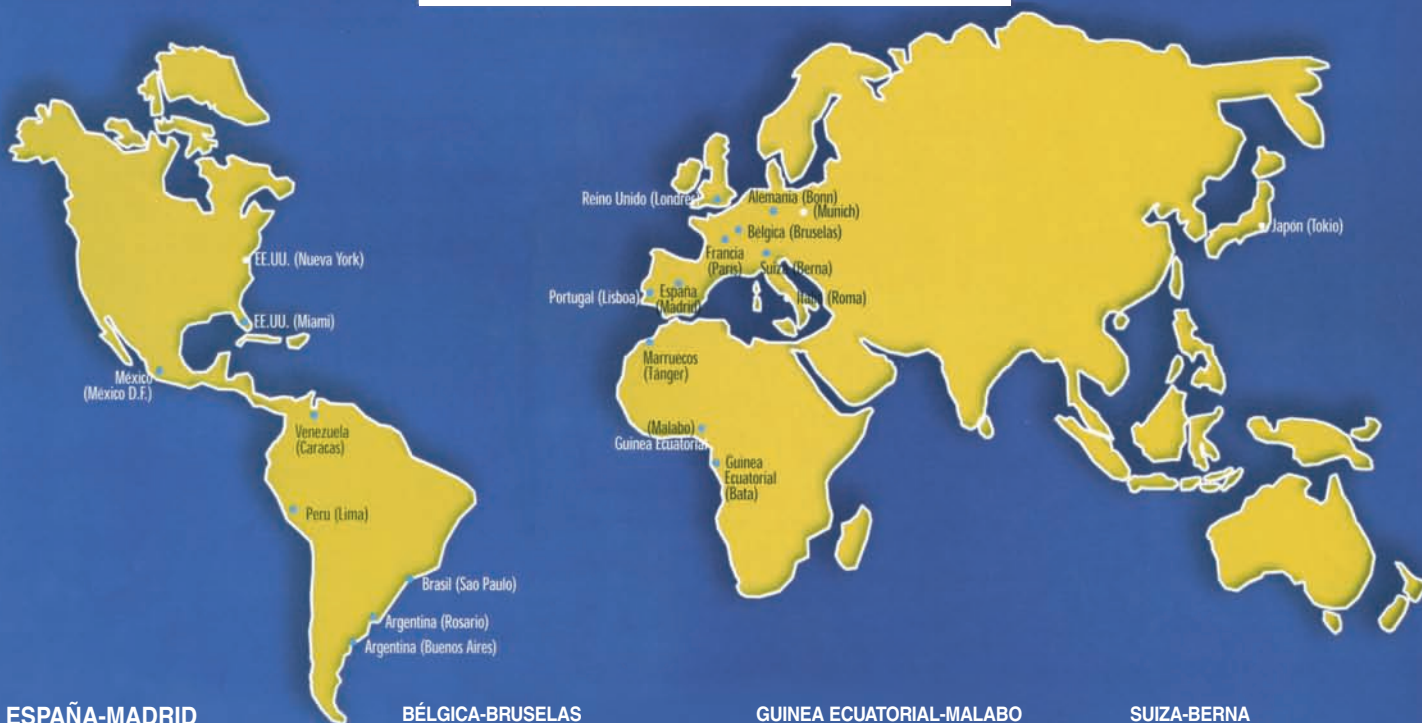 Reino Unido (Londres)
Alemania (Bonn)
(Munich)
Bélgica (Bruselas)
Francia
(París)
Suiza (Berna)
Japón (Tokio)
EE.UU. (Nueva York)
Portugal (Lisboa)
España
(Madrid)
Italia (Roma)
EE.UU. (Miami)
Marruecos
(Tánger)
México
(México D.F.)
Venezuela
(Caracas)
(Malabo)
Guinea Ecuatorial
Guinea
Ecuatorial
(Bata)
Peru (Lima)
Brasil (Sao Paulo)
Argentina (Rosario)
Argentina (Buenos Aires)
ESPAÑA-MADRID
BÉLGICA-BRUSELAS
GUINEA ECUATORIAL-MALABO
SUIZA-BERNA